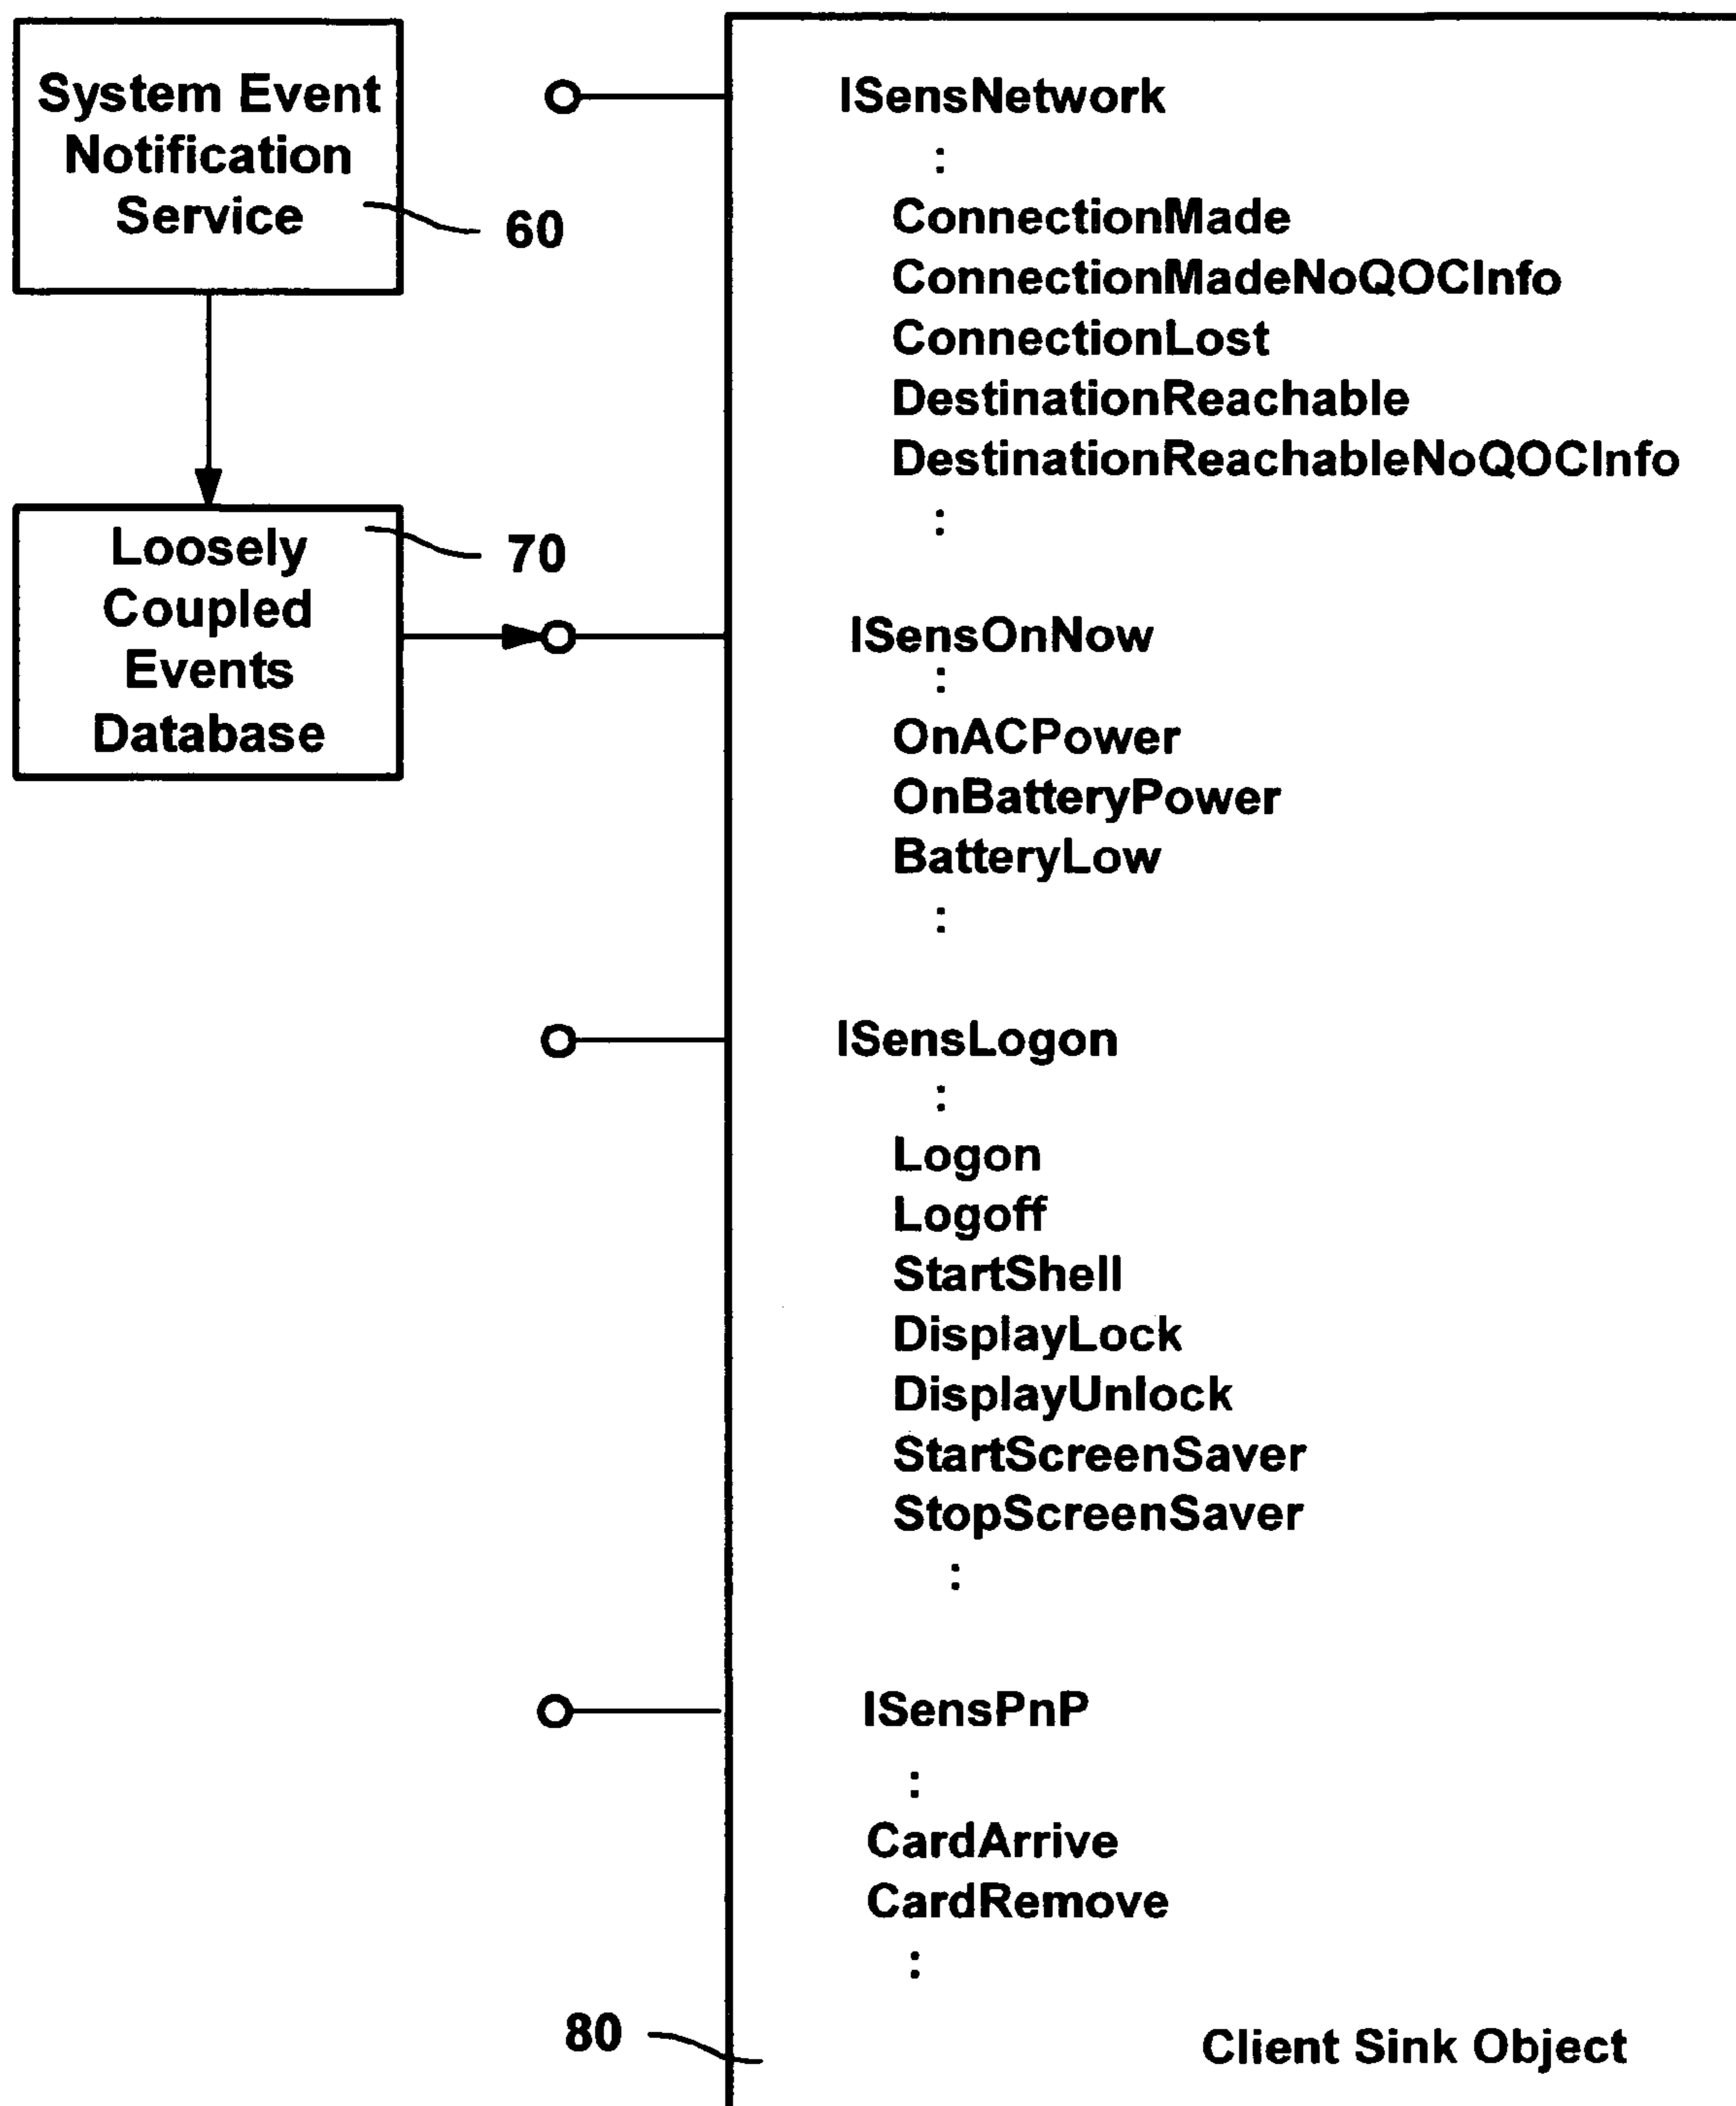 System Event
Notification
Service
60
Loosely
Coupled
Events
Database
70
ISensNetwork
:
ConnectionMade
ConnectionMadeNoQOCInfo
ConnectionLost
DestinationReachable
DestinationReachableNoQOCInfo
:
ISensOnNow
:
OnACPower
OnBatteryPower
BatteryLow
:
ISensLogon
:
Logon
Logoff
StartShell
DisplayLock
DisplayUnlock
StartScreenSaver
StopScreenSaver
:
ISensPnP
:
CardArrive
CardRemove
:
80
Client Sink Object